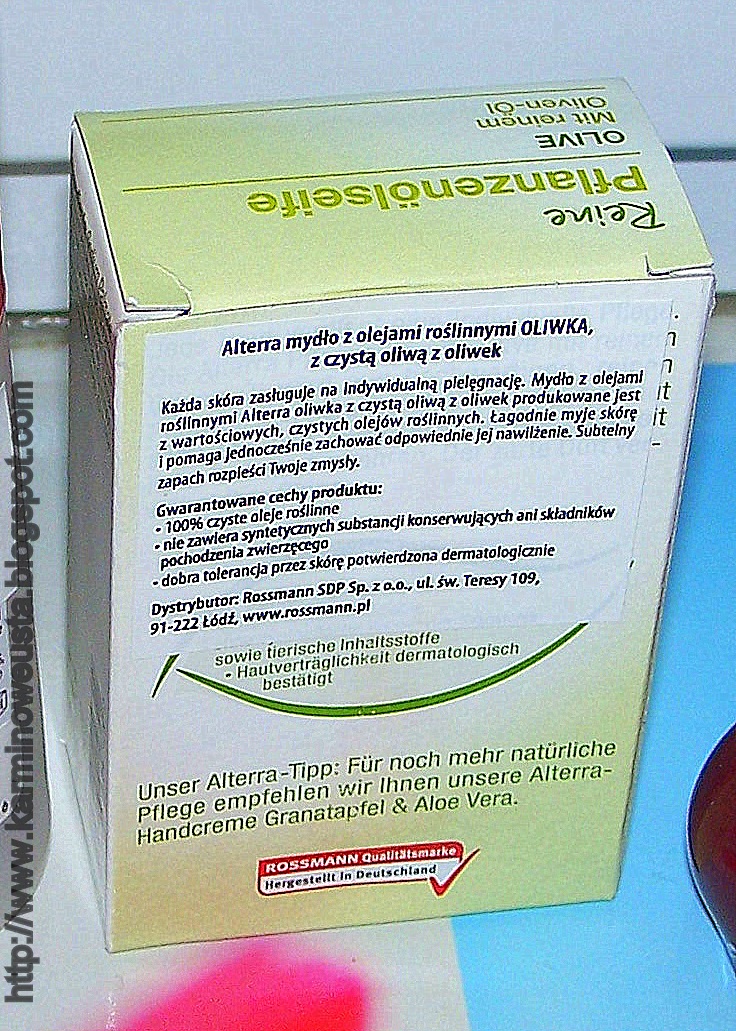 Reine
Pflanzenölseife
OLIVE
Mit reinem
Oliven-Öl
Alterra mydło z olejami roślinnymi OLIWKA,
z czystą oliwą z oliwek
Każda skóra zasługuje na indywidualną pielęgnację. Mydło z olejami
roślinnymi Alterra oliwka z czystą oliwą z oliwek produkowane jest
z wartościowych, czystych olejów roślinnych. Łagodnie myje skórę
i pomaga jednocześnie zachować odpowiednie jej nawilżenie. Subtelny
zapach rozpieści Twoje zmysły.
Gwarantowane cechy produktu:
- 100% czyste oleje roślinne
- nie zawiera syntetycznych substancji konserwujących ani składników
pochodzenia zwierzęcego
- dobra tolerancja przez skórę potwierdzona dermatologicznie
Dystrybutor: Rossmann SDP Sp. z o.o., ul. św. Teresy 109,
91-222 Łódź, www.rossmann.pl
sowie tierische Inhaltsstoffe
- Hautverträglichkeit dermatologisch
bestätigt
Unser Alterra-Tipp: Für noch mehr natürliche
Pflege empfehlen wir Ihnen unsere Alterra-
Handcreme Granatapfel & Aloe Vera.
ROSSMANN Qualitätsmarke
Hergestellt in Deutschland
http://www.karminoweusta.blogspot.com